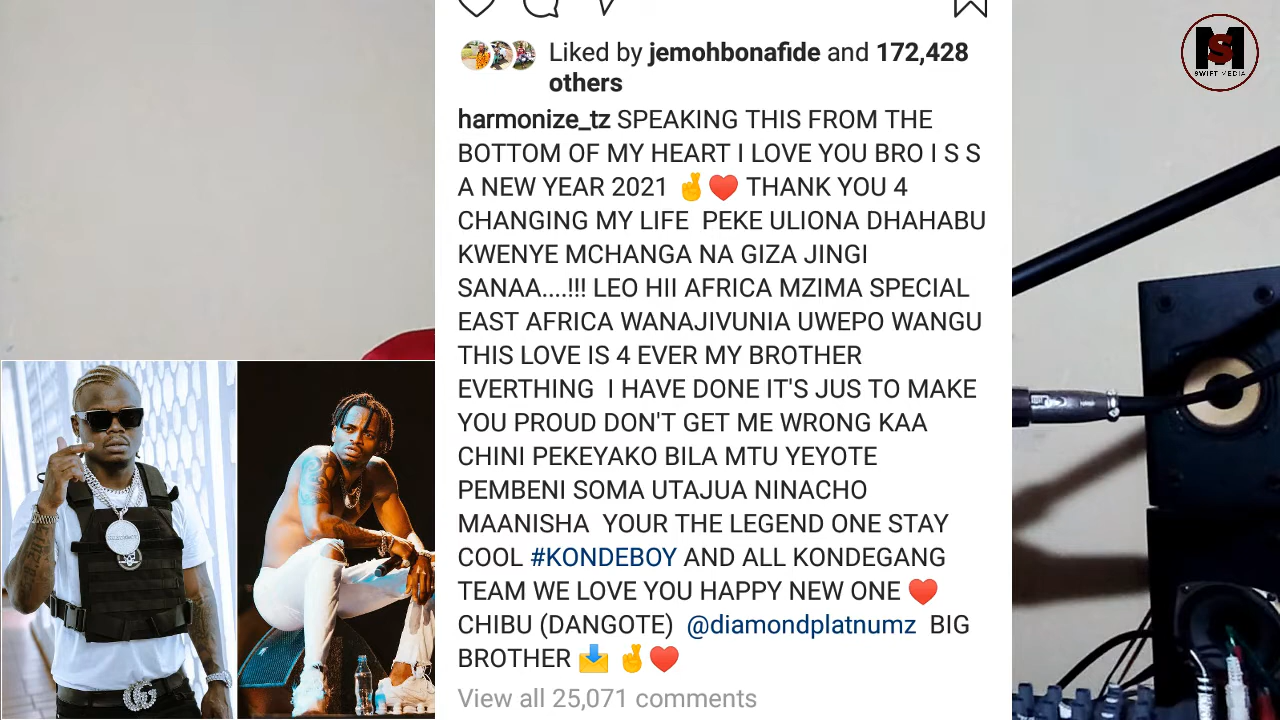 Liked by jemohbonafide and 172,428
others
harmonize_tz SPEAKING THIS FROM THE
BOTTOM OF MY HEART I LOVE YOU BRO I S S
A NEW YEAR 2021 🤞♥️ THANK YOU 4
CHANGING MY LIFE PEKE ULIONA DHAHABU
KWENYE MCHANGA NA GIZA JINGI
SANAA....!!! LEO HII AFRICA MZIMA SPECIAL
EAST AFRICA WANAJIVUNIA UWEPO WANGU
THIS LOVE IS 4 EVER MY BROTHER
EVERTHING I HAVE DONE IT'S JUS TO MAKE
YOU PROUD DON'T GET ME WRONG KAA
CHINI PEKEYAKO BILA MTU YEYOTE
PEMBENI SOMA UTAJUA NINACHO
MAANISHA YOUR THE LEGEND ONE STAY
COOL #KONDEBOY AND ALL KONDEGANG
TEAM WE LOVE YOU HAPPY NEW ONE ♥️
CHIBU (DANGOTE) @diamondplatnumz BIG
BROTHER 📩 🤞♥️
View all 25,071 comments
SWIFT MEDIA